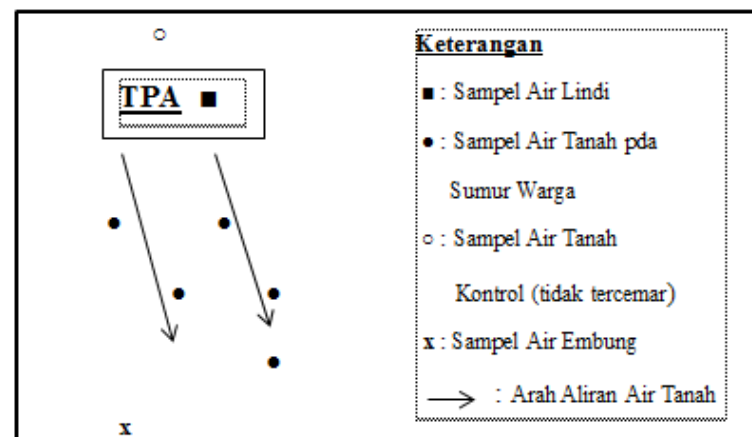 TPA ■
x
Keterangan
■ : Sampel Air Lindi
● : Sampel Air Tanah pda
Sumur Warga
○ : Sampel Air Tanah
Kontrol (tidak tercemar)
x : Sampel Air Embung
→ : Arah Aliran Air Tanah